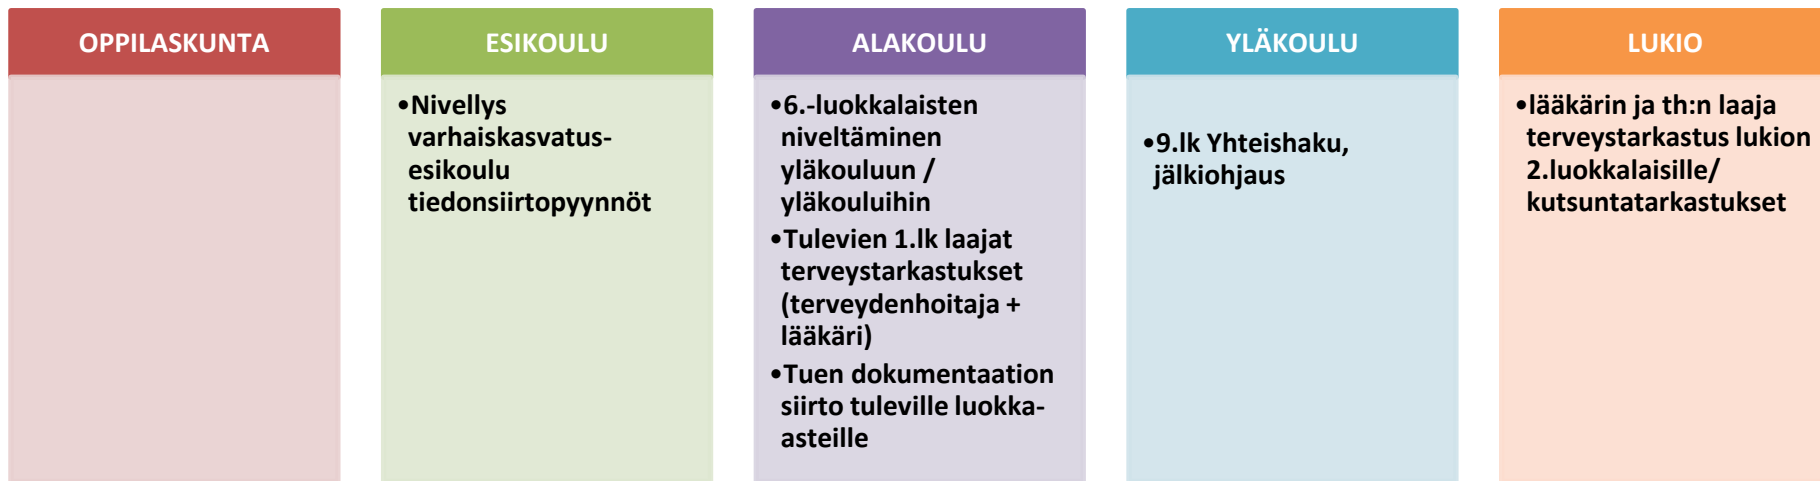 OPPILASKUNTA
ESIKOULU
•Nivellys
varhaiskasvatus-
esikoulu
tiedonsiirtopyynnöt
ALAKOULU
•6.-luokkalaisten
niveltäminen
yläkouluun /
yläkouluihin
•Tulevien 1.lk laajat
terveystarkastukset
(terveydenhoitaja +
lääkäri)
•Tuen dokumentaation
siirto tuleville luokka-
asteille
YLÄKOULU
•9.lk Yhteishaku,
jälkiohjaus
LUKIO
•lääkärin ja th:n laaja
terveystarkastus lukion
2.luokkalaisille/
kutsuntatarkastukset